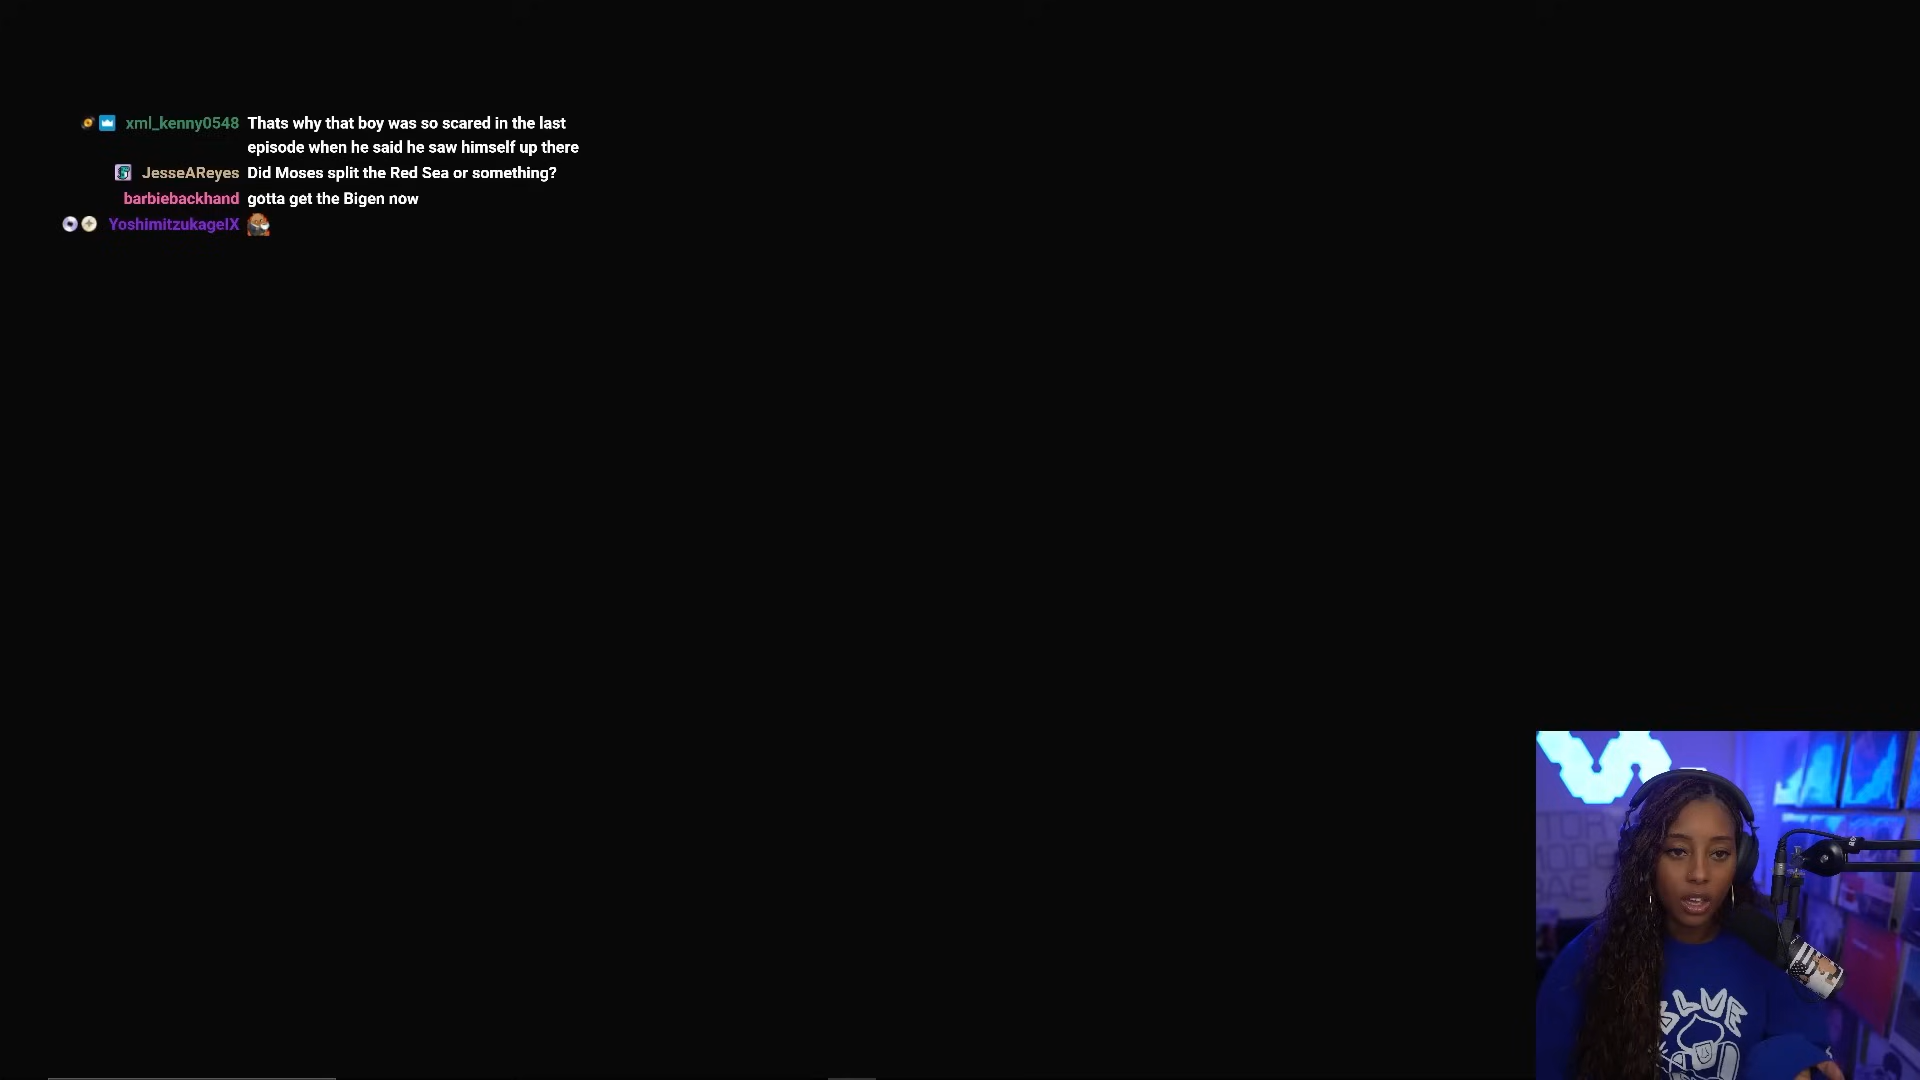 xml_kenny0548 Thats why that boy was so scared in the last
episode when he said he saw himself up there
JesseAReyes Did Moses split the Red Sea or something?
barbiebackhand gotta get the Bigen now
YoshimitzukageIX
BLUE